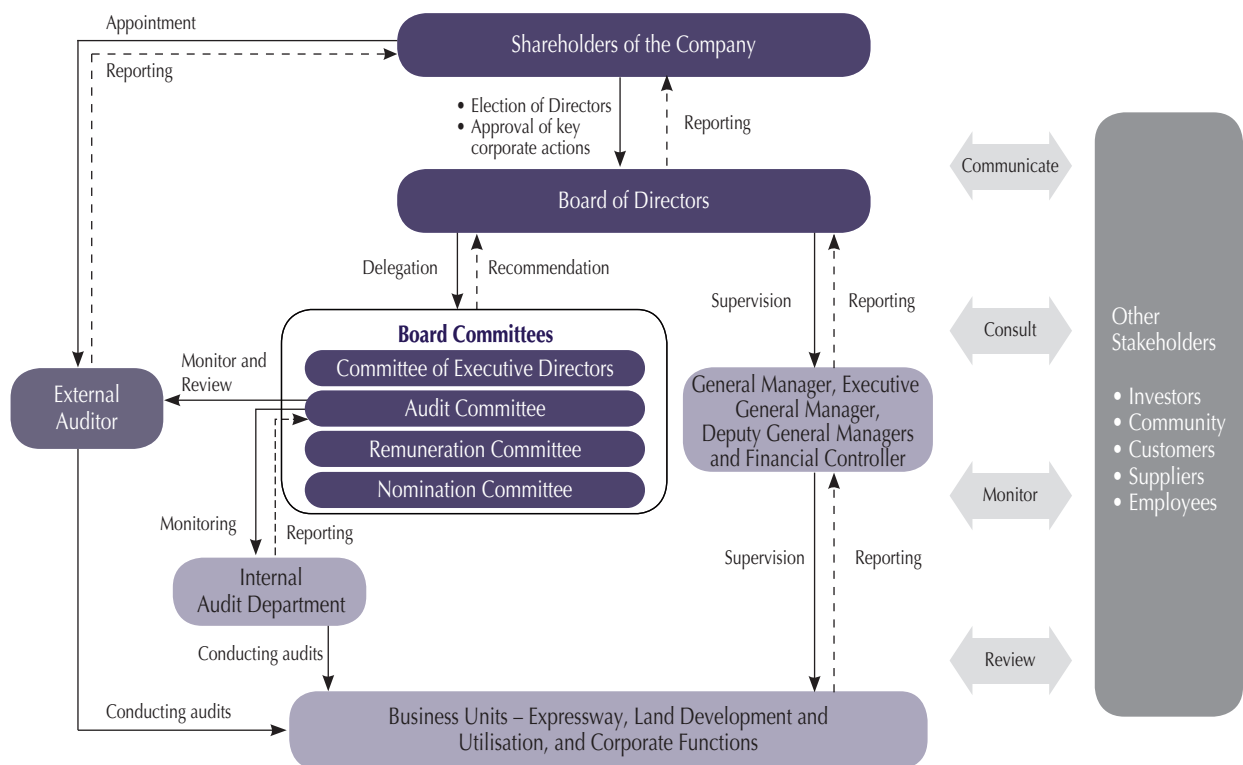 Appointment
Shareholders of the Company
Reporting
• Election of Directors
• Approval of key
corporate actions
Reporting
Communicate
Board of Directors
Delegation
Recommendation
Supervision
Reporting
Consult
Other
Stakeholders
• Investors
• Community
• Customers
• Suppliers
• Employees
Board Committees
Committee of Executive Directors
Audit Committee
Remuneration Committee
Nomination Committee
Monitor and
Review
External
Auditor
General Manager, Executive
General Manager,
Deputy General Managers
and Financial Controller
Monitor
Monitoring
Reporting
Supervision
Reporting
Internal
Audit Department
Conducting audits
Review
Conducting audits
Business Units – Expressway, Land Development and
Utilisation, and Corporate Functions